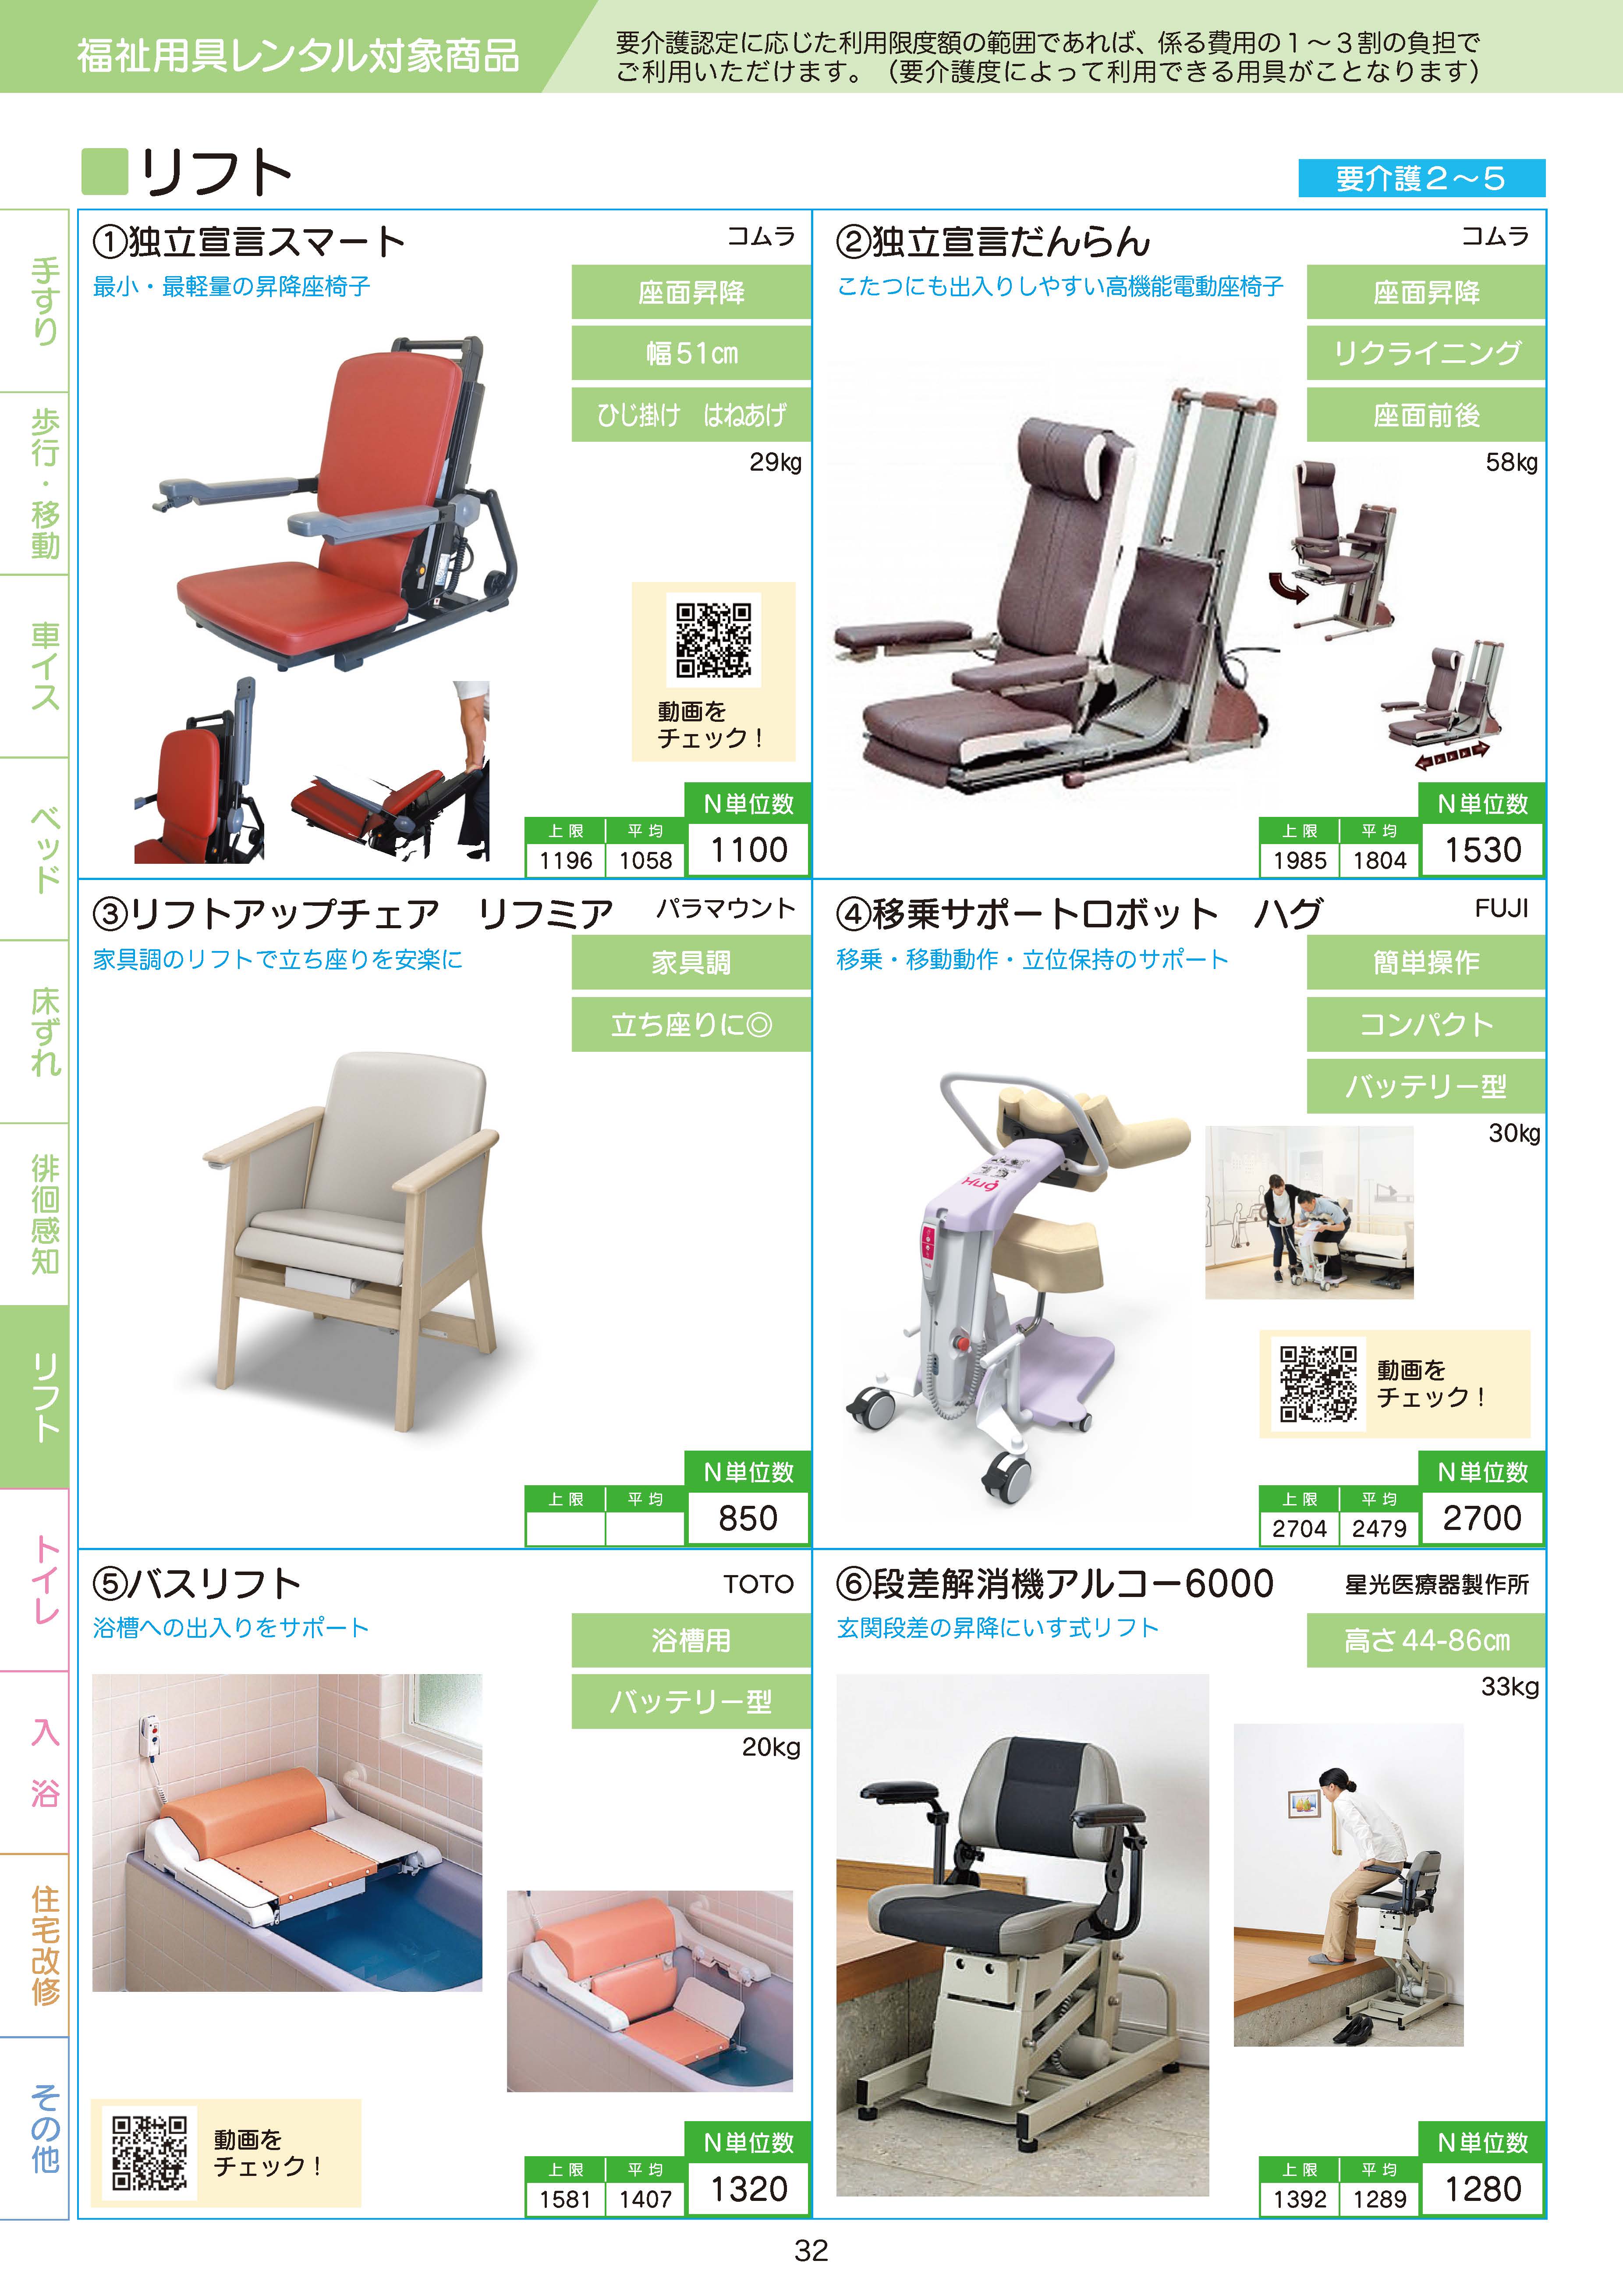 福祉用具レンタル対象商品
要介護認定に応じた利用限度額の範囲であれば、係る費用の１～３割の負担で
ご利用いただけます。（要介護度によって利用できる用具がことなります）
リフト
要介護２～５
手すり
歩行・移動
車イス
ベッド
床ずれ
徘徊感知
リフト
トイレ
入浴
住宅改修
その他
①独立宣言スマート
コムラ
最小・最軽量の昇降座椅子
座面昇降
幅51㎝
ひじ掛け　はねあげ
29kg
動画を
チェック！
N単位数
上限 平均
1196 1058 1100
②独立宣言だんらん
コムラ
こたつにも出入りしやすい高機能電動座椅子
座面昇降
リクライニング
座面前後
58kg
N単位数
上限 平均
1985 1804 1530
③リフトアップチェア　リフミア
パラマウント
家具調のリフトで立ち座りを安楽に
家具調
立ち座りに◎
N単位数
上限 平均
850
④移乗サポートロボット　ハグ
FUJI
移乗・移動動作・立位保持のサポート
簡単操作
コンパクト
バッテリー型
30kg
Hug
動画を
チェック！
N単位数
上限 平均
2704 2479 2700
⑤バスリフト
TOTO
浴槽への出入りをサポート
浴槽用
バッテリー型
20kg
動画を
チェック！
N単位数
上限 平均
1581 1407 1320
⑥段差解消機アルコー6000
星光医療器製作所
玄関段差の昇降にいす式リフト
高さ44-86㎝
33kg
N単位数
上限 平均
1392 1289 1280
32